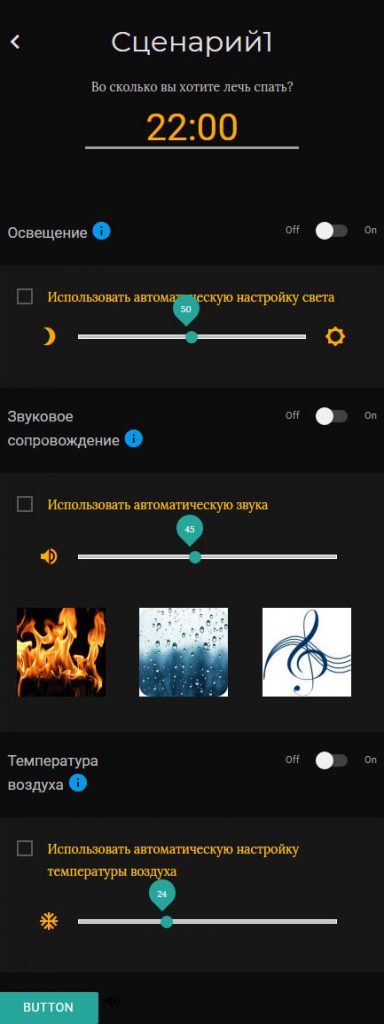 Сценарий1
Во сколько вы хотите лечь спать?
22:00
Освещение
Off
On
Использовать автоматическую настройку света
50
Звуковое
сопровождение
Off
On
Использовать автоматическую звука
45
Температура
воздуха
Off
On
Использовать автоматическую настройку
температуры воздуха
24
BUTTON